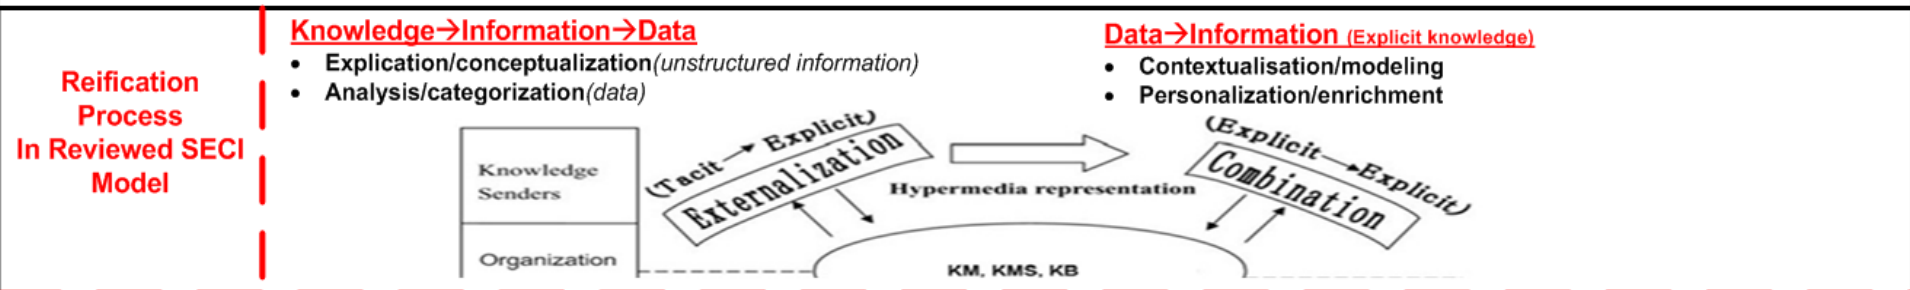 Reification
Process
In Reviewed SECI
Model
Knowledge→Information→Data
• Explication/conceptualization(unstructured information)
• Analysis/categorization(data)
Data→Information (Explicit knowledge)
• Contextualisation/modeling
• Personalization/enrichment
Knowledge
Senders
Organization
(Tacit → Explicit)
Externalization
Hypermedia representation
(Explicit→Explicit)
Combination
KM, KMS, KB